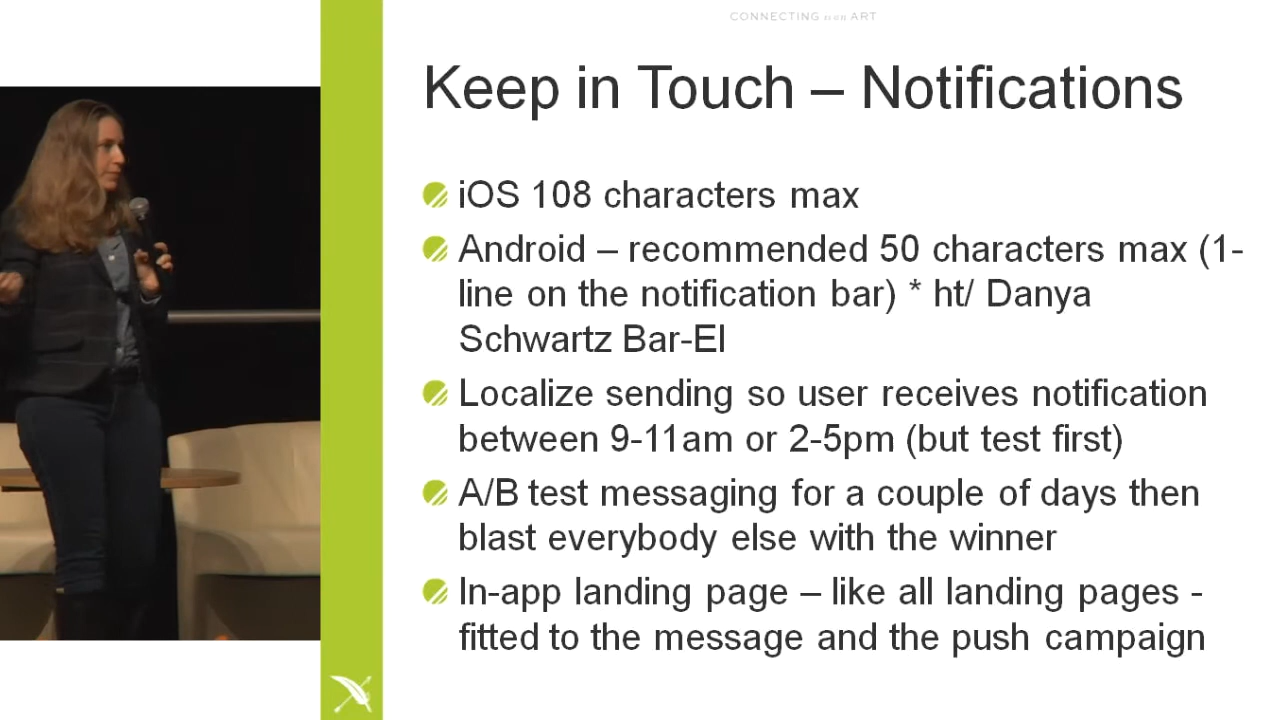 CONNECTING is an ART
Keep in Touch – Notifications
iOS 108 characters max
Android – recommended 50 characters max (1-
line on the notification bar) * ht/ Danya
Schwartz Bar-El
Localize sending so user receives notification
between 9-11am or 2-5pm (but test first)
A/B test messaging for a couple of days then
blast everybody else with the winner
In-app landing page – like all landing pages -
fitted to the message and the push campaign